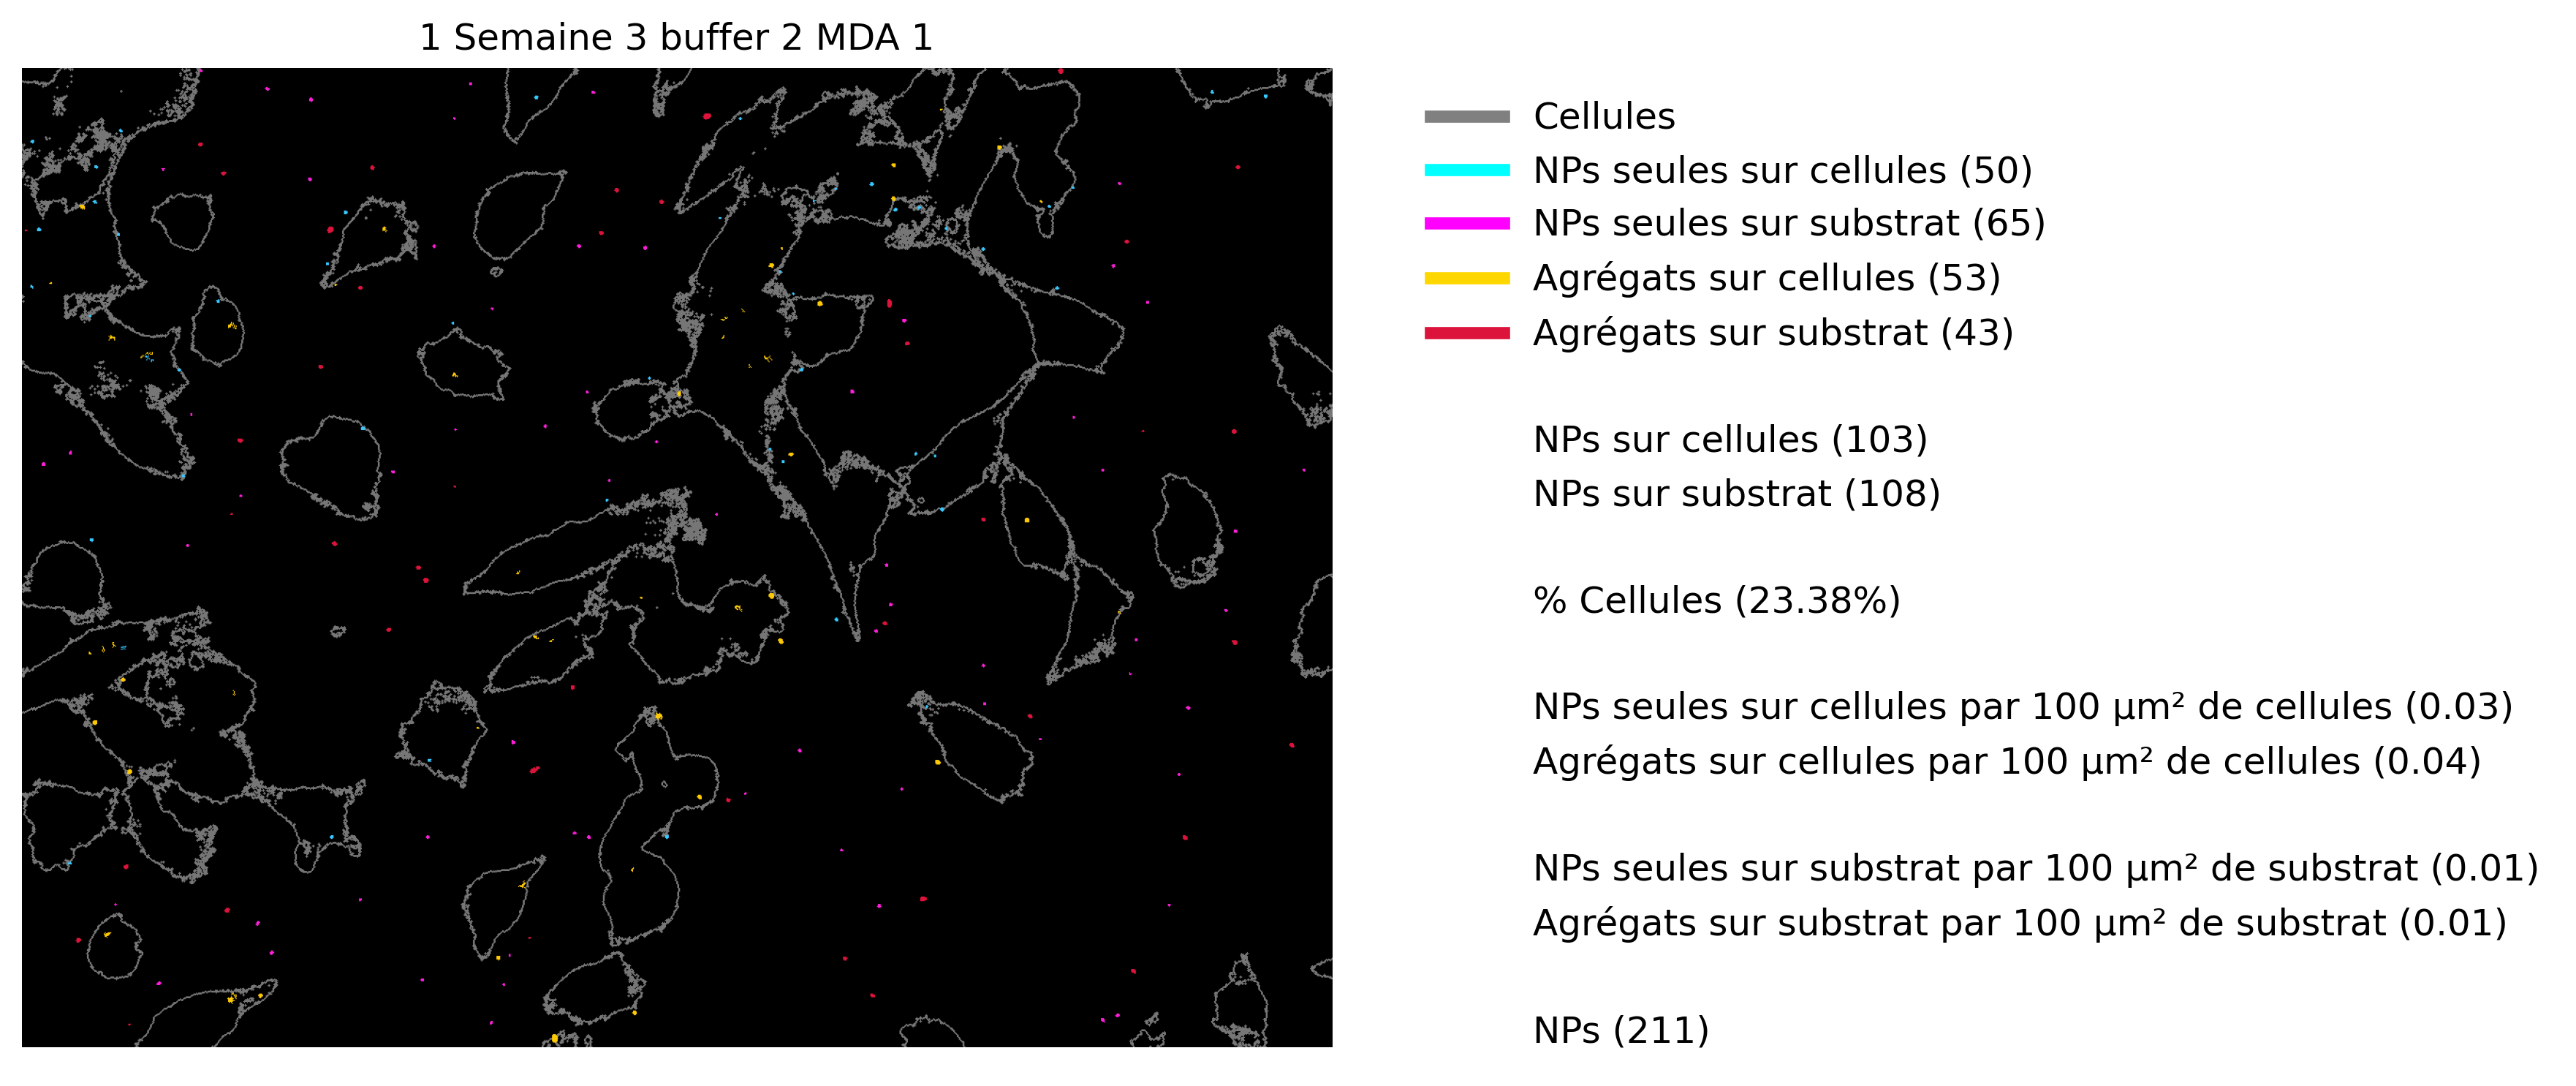 1 Semaine 3 buffer 2 MDA 1
Cellules
NPs seules sur cellules (50)
NPs seules sur substrat (65)
Agrégats sur cellules (53)
Agrégats sur substrat (43)
NPs sur cellules (103)
NPs sur substrat (108)
% Cellules (23.38%)
NPs seules sur cellules par 100 µm² de cellules (0.03)
Agrégats sur cellules par 100 µm² de cellules (0.04)
NPs seules sur substrat par 100 µm² de substrat (0.01)
Agrégats sur substrat par 100 µm² de substrat (0.01)
NPs (211)